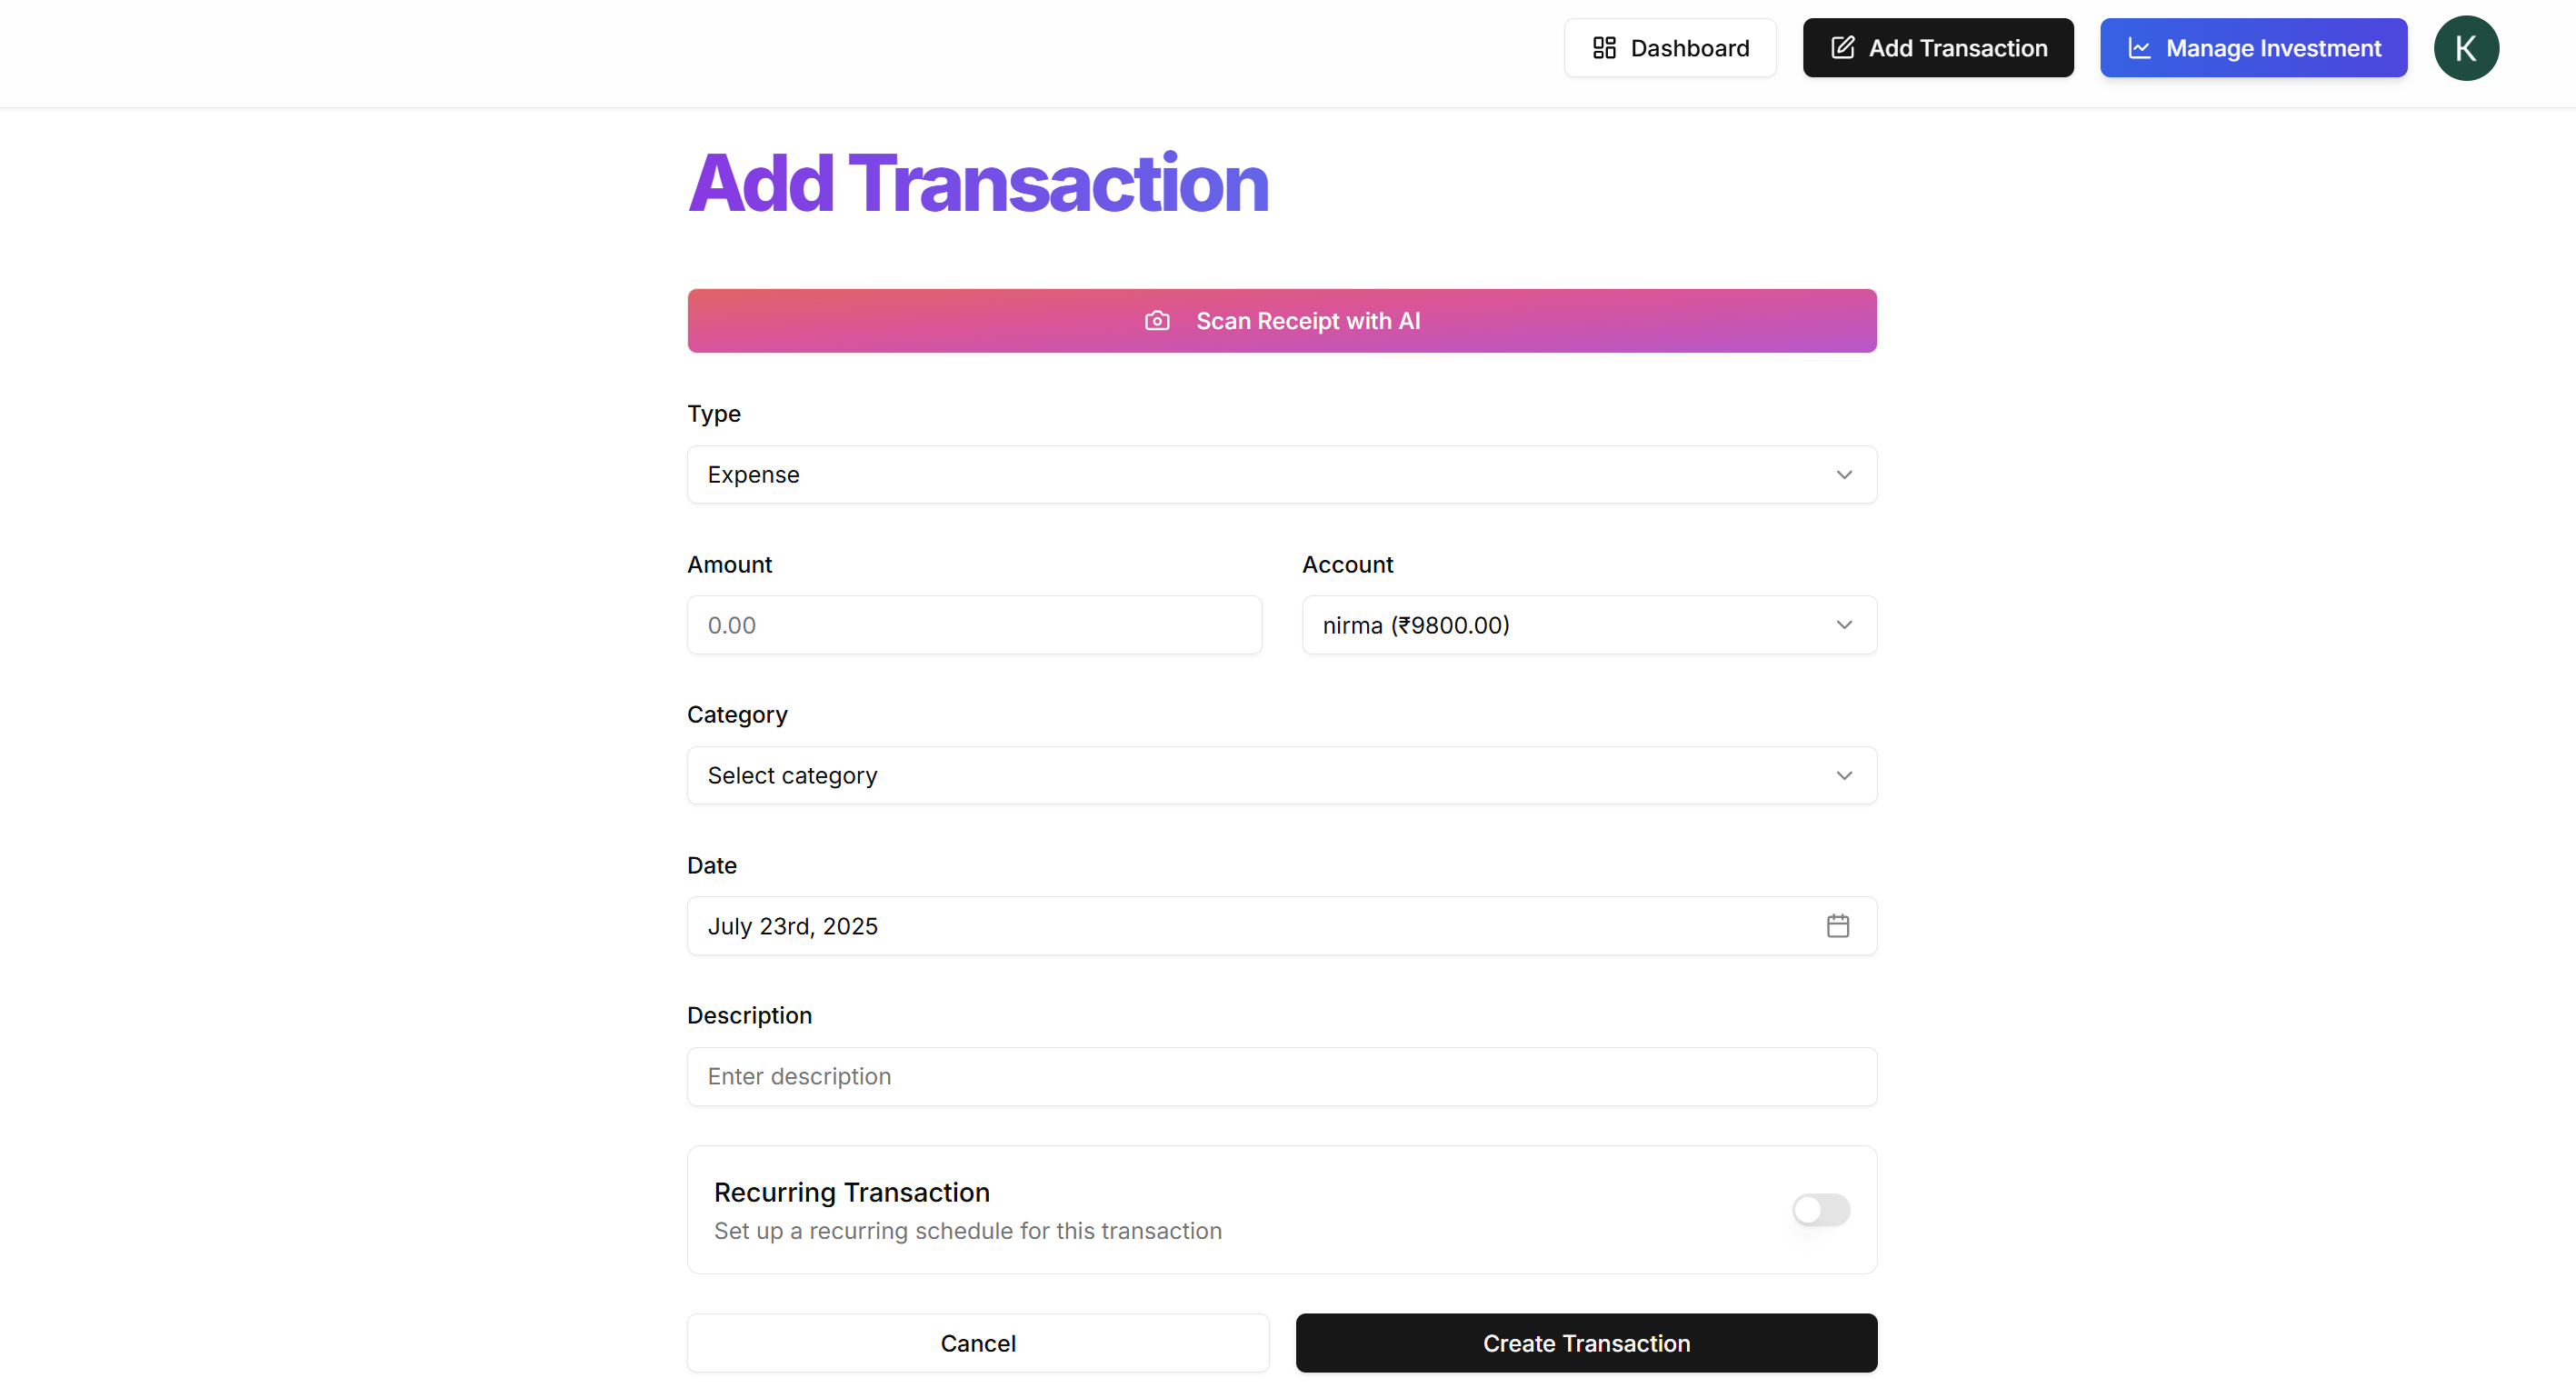 Dashboard
Add Transaction
Manage Investment
K
Add Transaction
Scan Receipt with AI
Type
Expense
Amount
Account
0.00
nirma (₹9800.00)
Category
Select category
Date
July 23rd, 2025
Description
Enter description
Recurring Transaction
Set up a recurring schedule for this transaction
Cancel
Create Transaction